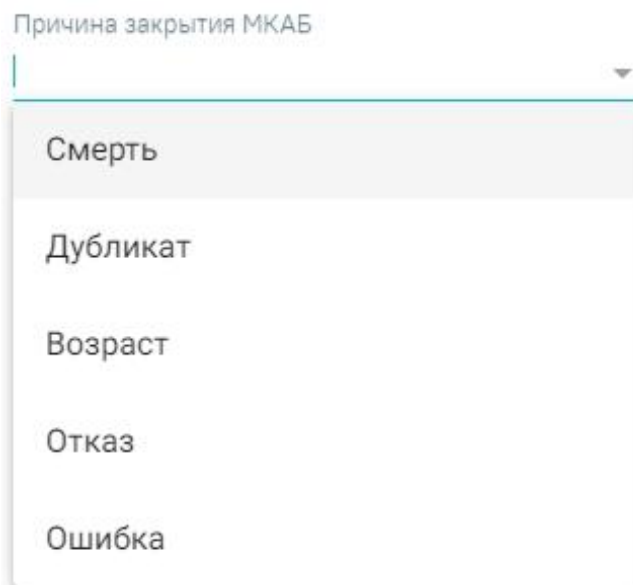 Причина закрытия МКАБ
Смерть
Дубликат
Возраст
Отказ
Ошибка